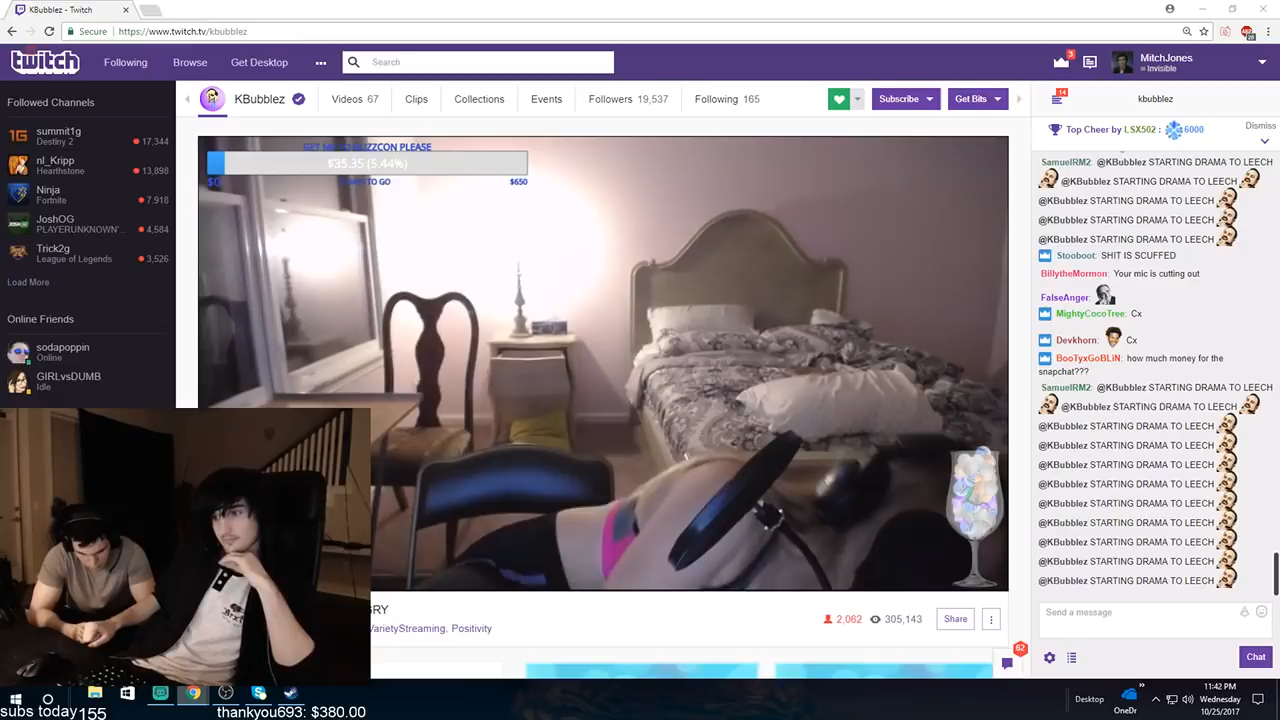 KBubblez - Twitch
Secure
https://www.twitch.tv/kbubblez
twitch
Following
Browse
Get Desktop
Search
3
MitchJones
Invisible
Followed Channels
summit1g
Destiny 2
17,344
nl_Kripp
Hearthstone
13,898
Ninja
Fortnite
7,918
JoshOG
PLAYERUNKNOWN'...
4,584
Trick2g
League of Legends
3,526
Load More
Online Friends
sodapoppin
Online
GIRLvsDUMB
Idle
KBubblez
Videos 67
Clips
Collections
Events
Followers 19,537
Following 165
Subscribe
Get Bits
BLIZZCON PLEASE
$35.35 (5.44%)
TO GO
$650
GRY
VarietyStreaming, Positivity
2,062
305,143
Share
14
kbubblez
Top Cheer by LSX502 : 6000
Dismiss
SamuelRM2: @KBubblez STARTING DRAMA TO LEECH
@KBubblez STARTING DRAMA TO LEECH
@KBubblez STARTING DRAMA TO LEECH
@KBubblez STARTING DRAMA TO LEECH
@KBubblez STARTING DRAMA TO LEECH
Stooboot: SHIT IS SCUFFED
BillytheMormon: Your mic is cutting out
FalseAnger:
MightyCocoTree: Cx
Devkhorn: Cx
BooTyxGoBLiN: how much money for the
snapchat???
SamuelRM2: @KBubblez STARTING DRAMA TO LEECH
@KBubblez STARTING DRAMA TO LEECH
@KBubblez STARTING DRAMA TO LEECH
@KBubblez STARTING DRAMA TO LEECH
@KBubblez STARTING DRAMA TO LEECH
@KBubblez STARTING DRAMA TO LEECH
@KBubblez STARTING DRAMA TO LEECH
@KBubblez STARTING DRAMA TO LEECH
@KBubblez STARTING DRAMA TO LEECH
@KBubblez STARTING DRAMA TO LEECH
@KBubblez STARTING DRAMA TO LEECH
Send a message
62
Chat
subs today 155
thankyou693: $380.00
Desktop
OneDr
11:42 PM
Wednesday
10/25/2017